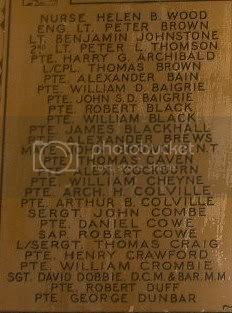 NURSE HELEN B. WOOD
ENG. LT. PETER BROWN
LT. BENJAMIN JOHNSTONE
2ND LT. PETER L. THOMSON
PTE. HARRY G. ARCHIBALD
L/CPL. THOMAS BROWN
PTE. ALEXANDER BAIN
PTE. WILLIAM D. BAIGRIE
PTE. JOHN S.D. BAIGRIE
PTE. ROBERT BLACK
PTE. WILLIAM BLACK
PTE. JAMES BLACKHALL
PTE. ALEXANDER BREWS
photobucket
PTE. THOMAS CAVEN
PTE. ALEX. COCKBURN
PTE. WILLIAM CHEYNE
PTE. ARCH. H. COLVILLE
PTE. ARTHUR B. COLVILLE
SERGT. JOHN COMBE
PTE. DANIEL COWE
SAP. ROBERT COWE
L/SERGT. THOMAS CRAIG
PTE. HENRY CRAWFORD
PTE. WILLIAM CROMBIE
SGT. DAVID DOBBIE, D.C.M. & BAR. M.M.
PTE. ROBERT DUFF
PTE. GEORGE DUNBAR